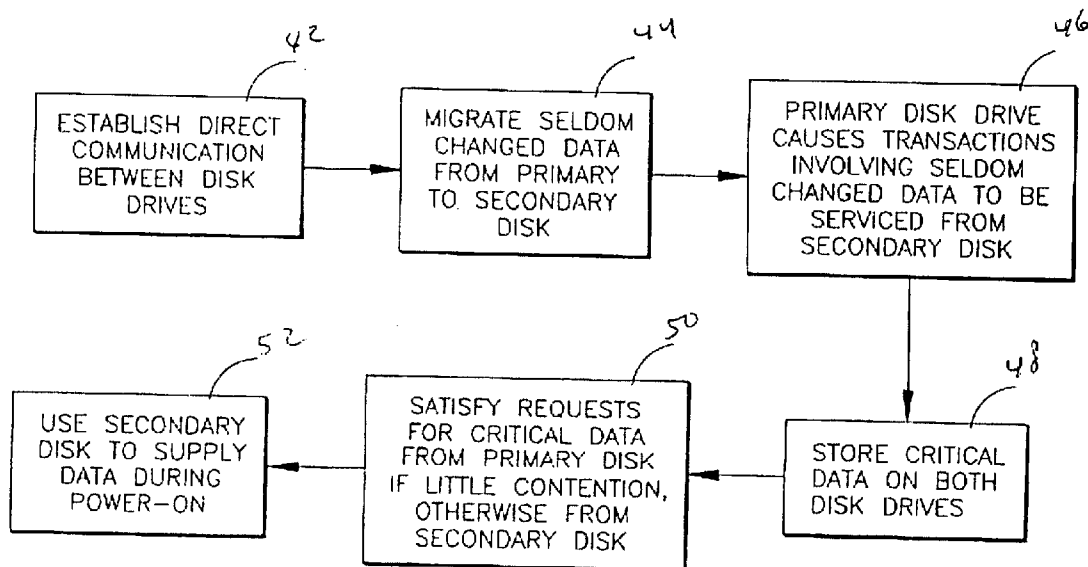 42
ESTABLISH DIRECT
COMMUNICATION
BETWEEN DISK
DRIVES
44
MIGRATE SELDOM
CHANGED DATA
FROM PRIMARY
TO SECONDARY
DISK
46
PRIMARY DISK DRIVE
CAUSES TRANSACTIONS
INVOLVING SELDOM
CHANGED DATA TO BE
SERVICED FROM
SECONDARY DISK
48
STORE CRITICAL
DATA ON BOTH
DISK DRIVES
50
SATISFY REQUESTS
FOR CRITICAL DATA
FROM PRIMARY DISK
IF LITTLE CONTENTION,
OTHERWISE FROM
SECONDARY DISK
52
USE SECONDARY
DISK TO SUPPLY
DATA DURING
POWER-ON